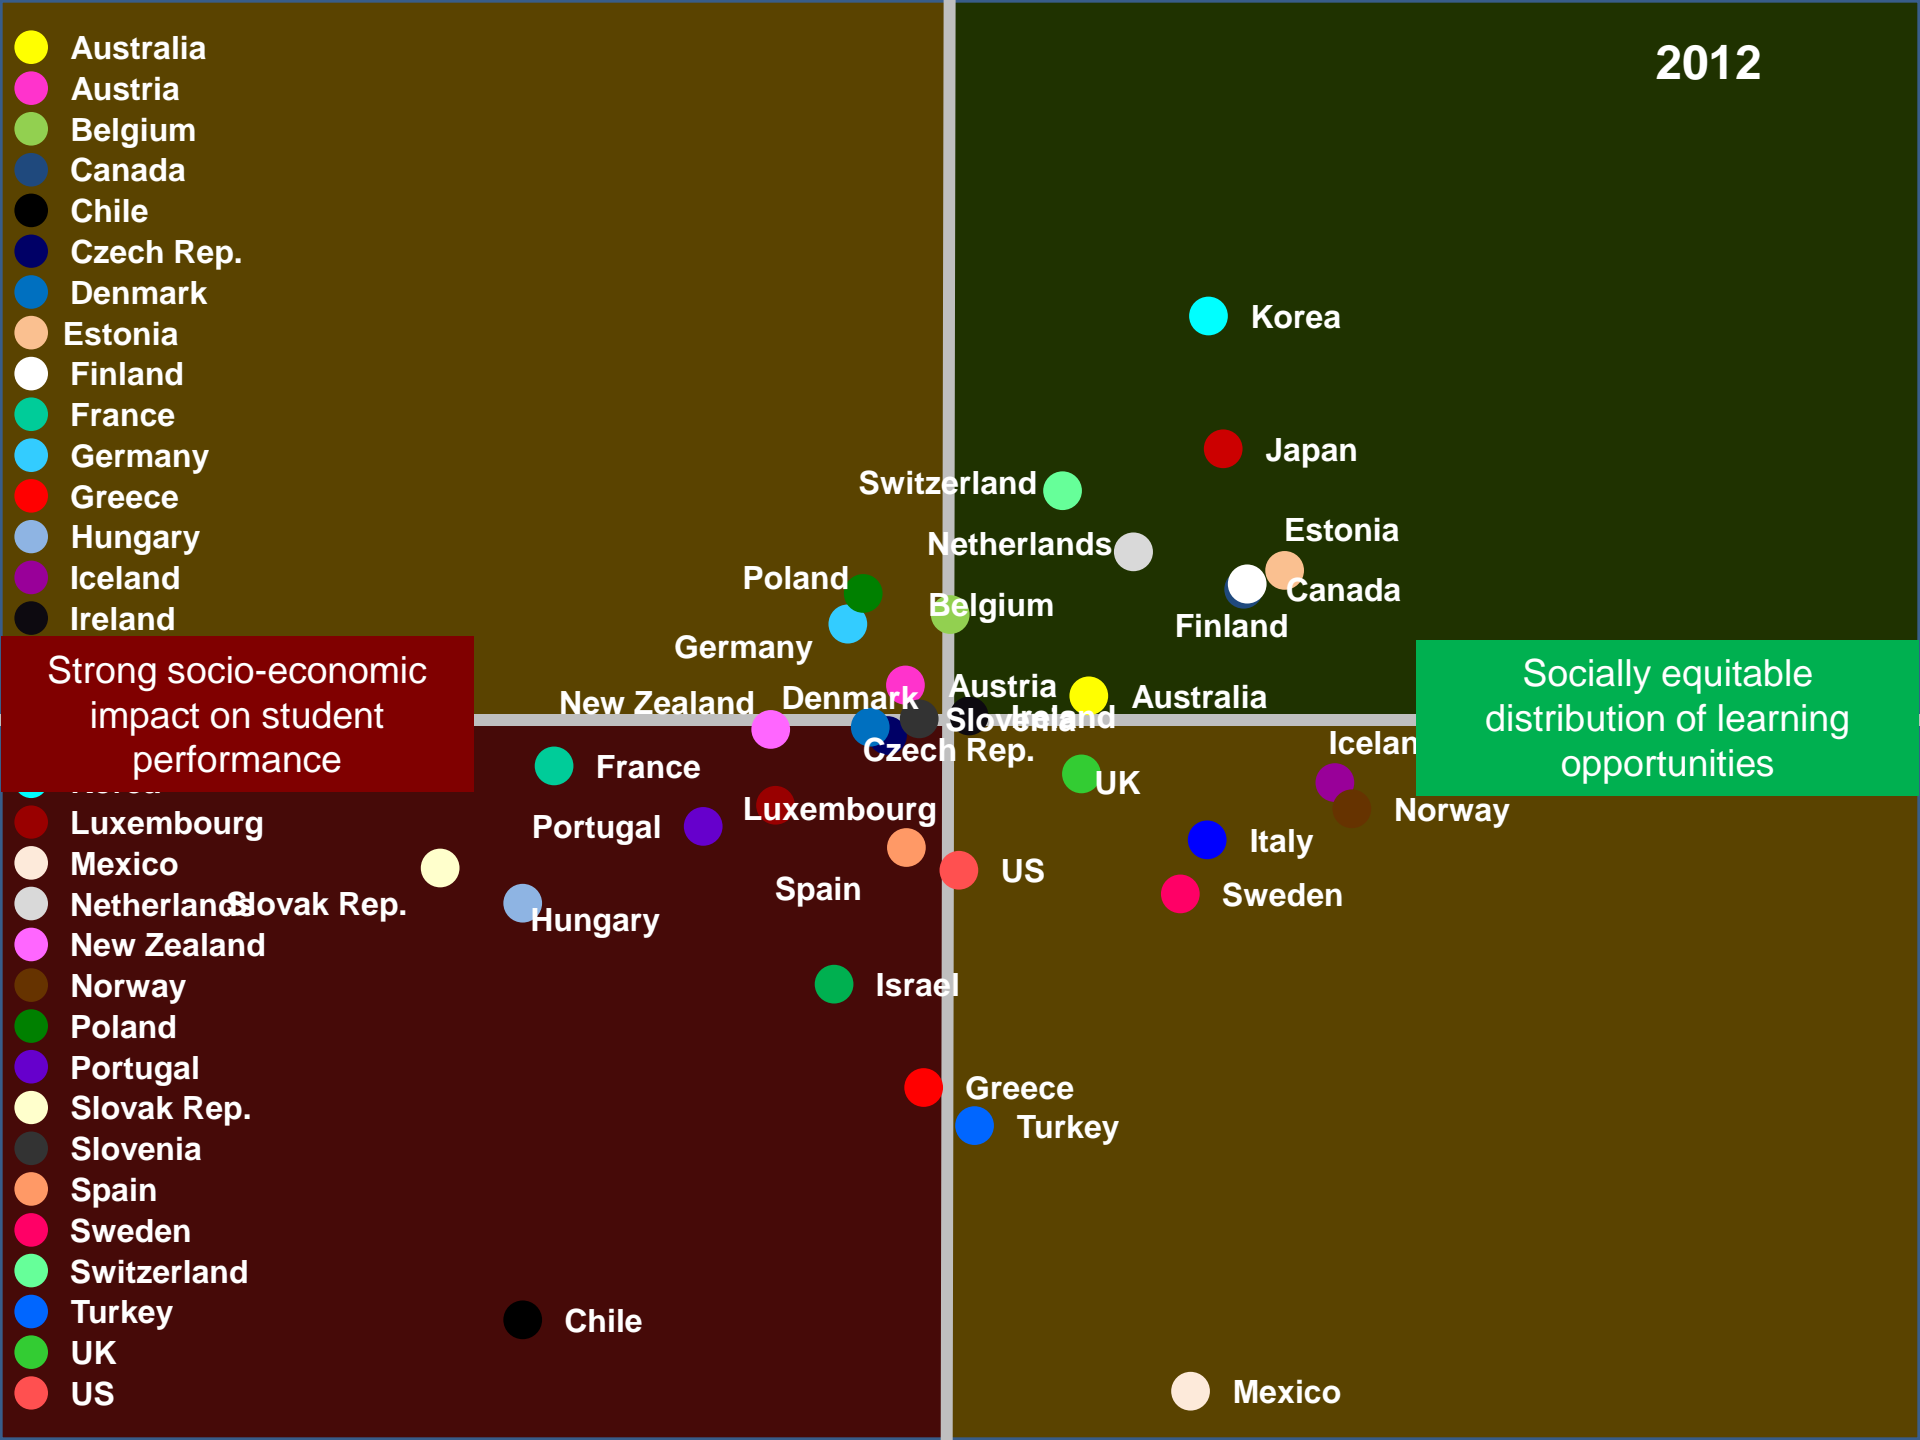 2012
Australia
Austria
Belgium
Canada
Chile
Czech Rep.
Denmark
Estonia
Finland
France
Germany
Greece
Hungary
Iceland
Ireland
Strong socio-economic
impact on student
performance
Luxembourg
Mexico
Netherlands
New Zealand
Norway
Poland
Portugal
Slovak Rep.
Slovenia
Spain
Sweden
Switzerland
Turkey
UK
US
Korea
Japan
Switzerland
Estonia
Netherlands
Poland
Canada
Belgium
Finland
Germany
Austria
Australia
New Zealand
Denmark
Ireland
Slovenia
Czech Rep.
Socially equitable
distribution of learning
opportunities
France
UK
Luxembourg
Norway
Portugal
Italy
US
Spain
Sweden
Slovak Rep.
Hungary
Israel
Greece
Turkey
Chile
Mexico